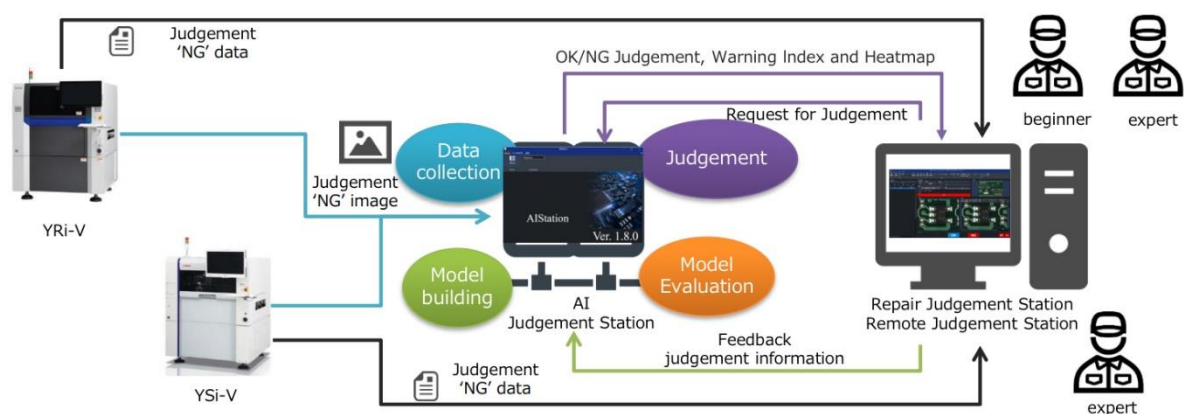 Judgement
‘NG’ data
OK/NG Judgement, Warning Index and Heatmap
Request for Judgement
beginner
expert
Data
collection
Judgement
Judgement
‘NG’ image
AIStation
Ver. 1.8.0
YRi-V
Model
building
Model
Evaluation
AI
Judgement Station
Repair Judgement Station
Remote Judgement Station
Feedback
judgement information
Judgement
‘NG’ data
YSi-V
expert